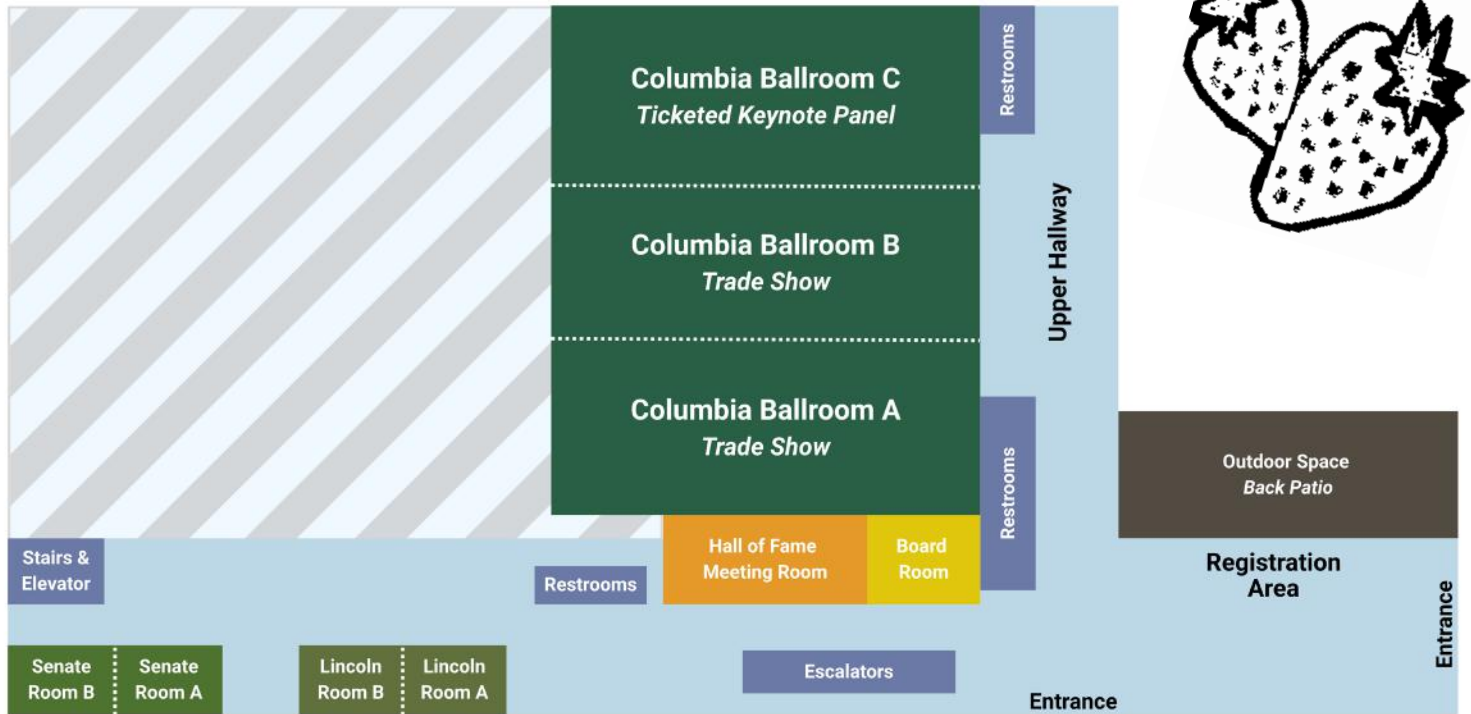 Columbia Ballroom C
Ticketed Keynote Panel
Restrooms
Columbia Ballroom B
Trade Show
Upper Hallway
Columbia Ballroom A
Trade Show
Restrooms
Outdoor Space
Back Patio
Stairs &
Elevator
Restrooms
Hall of Fame
Meeting Room
Board
Room
Registration
Area
Entrance
Senate
Room B
Senate
Room A
Lincoln
Room B
Lincoln
Room A
Escalators
Entrance